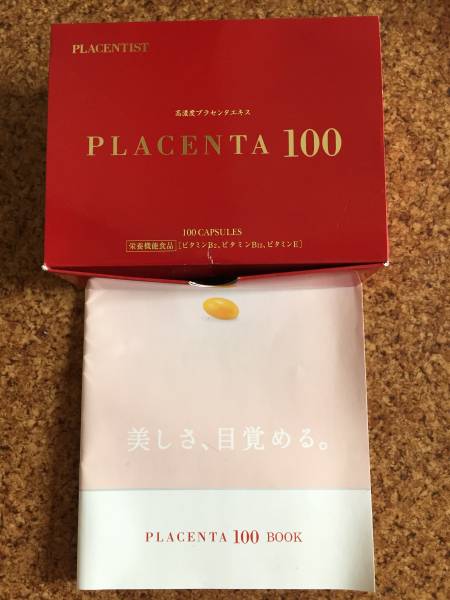 PLACENTIST
高濃度プラセンタエキス
PLACENTA 100
100 CAPSULES
栄養機能食品 [ビタミンB2、ビタミンB12、ビタミンE]
美しさ、目覚める。
PLACENTA 100 BOOK